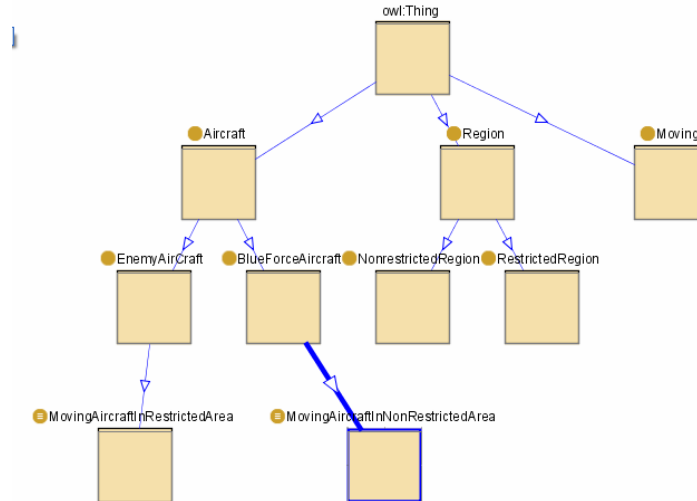 owl:Thing
Aircraft
Region
Moving
EnemyAirCraft
BlueForceAircraft
NonrestrictedRegion
RestrictedRegion
MovingAircraftInRestrictedArea
MovingAircraftInNonRestrictedArea